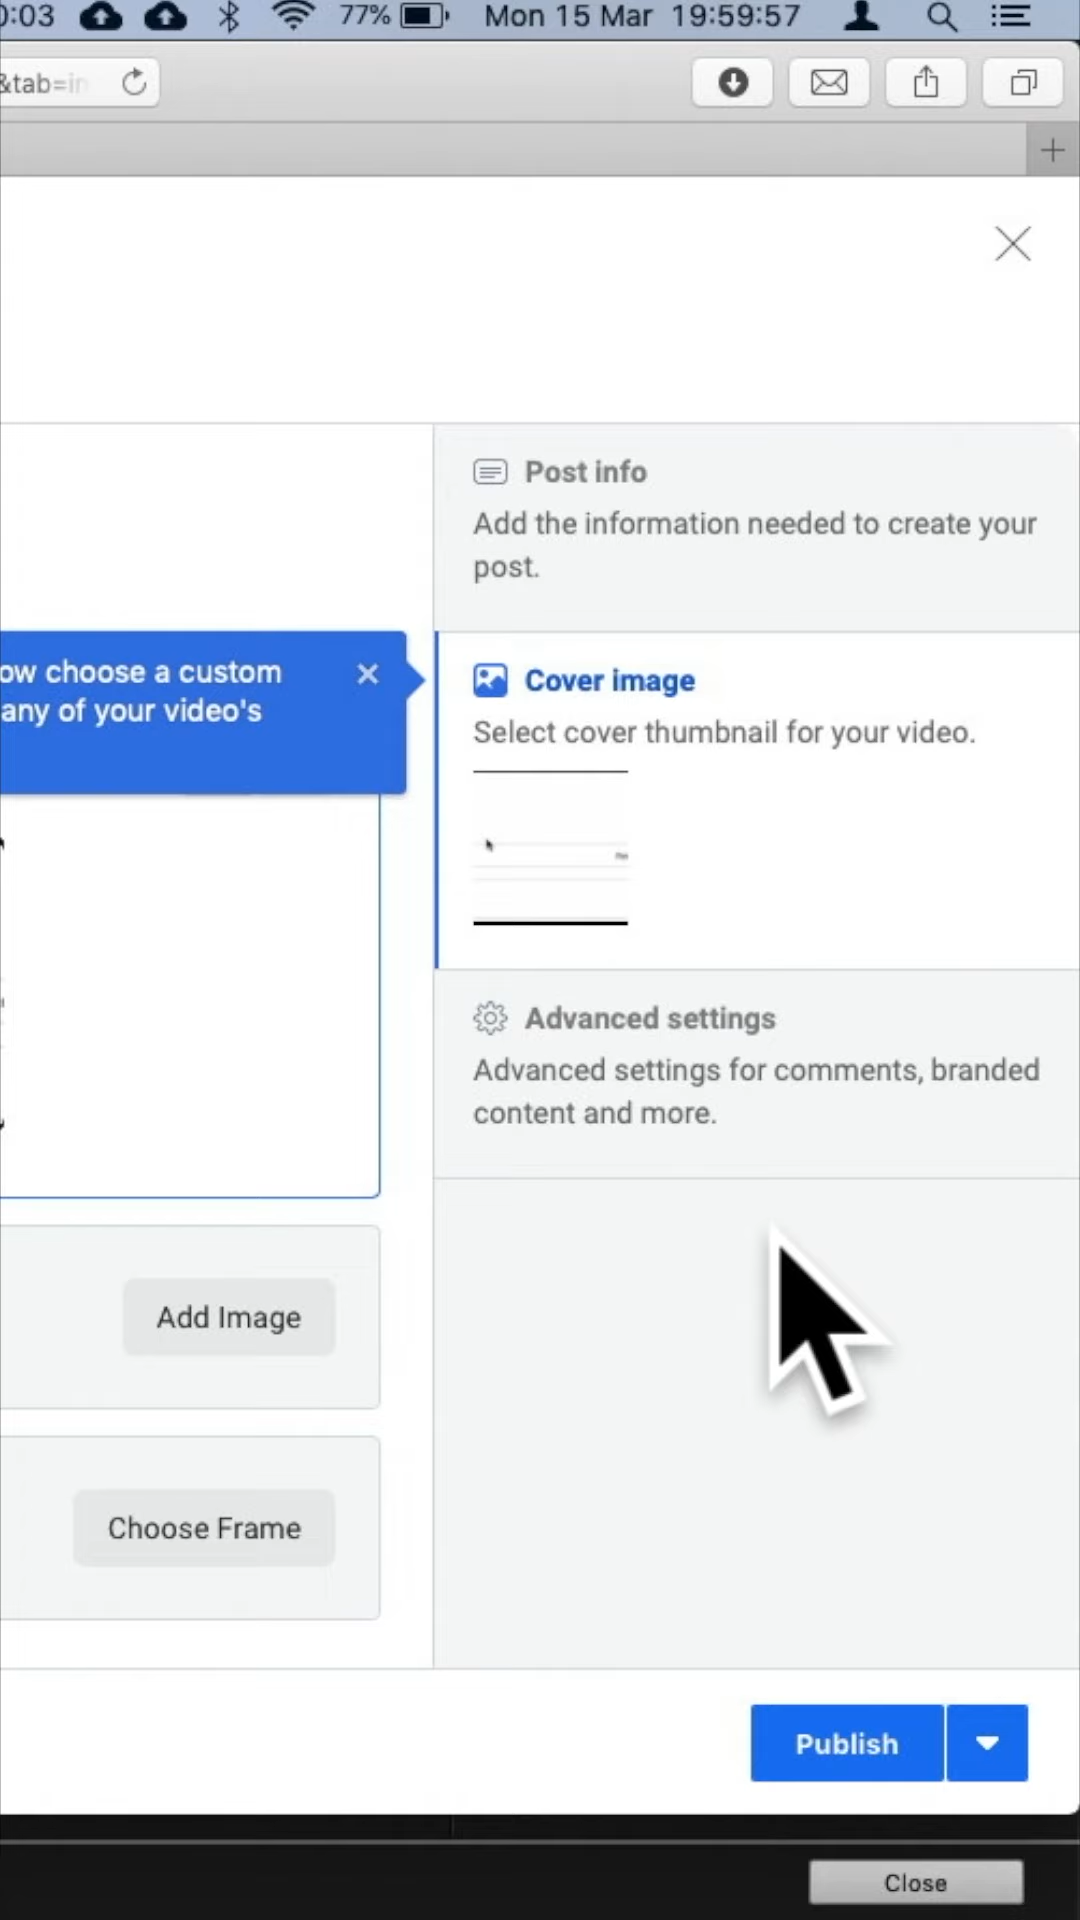 0:03 77% Mon 15 Mar 19:59:57
&tab=in
Post info
Add the information needed to create your
post.
ow choose a custom
any of your video's
Cover image
Select cover thumbnail for your video.
Advanced settings
Advanced settings for comments, branded
content and more.
Add Image
Choose Frame
Publish
Close